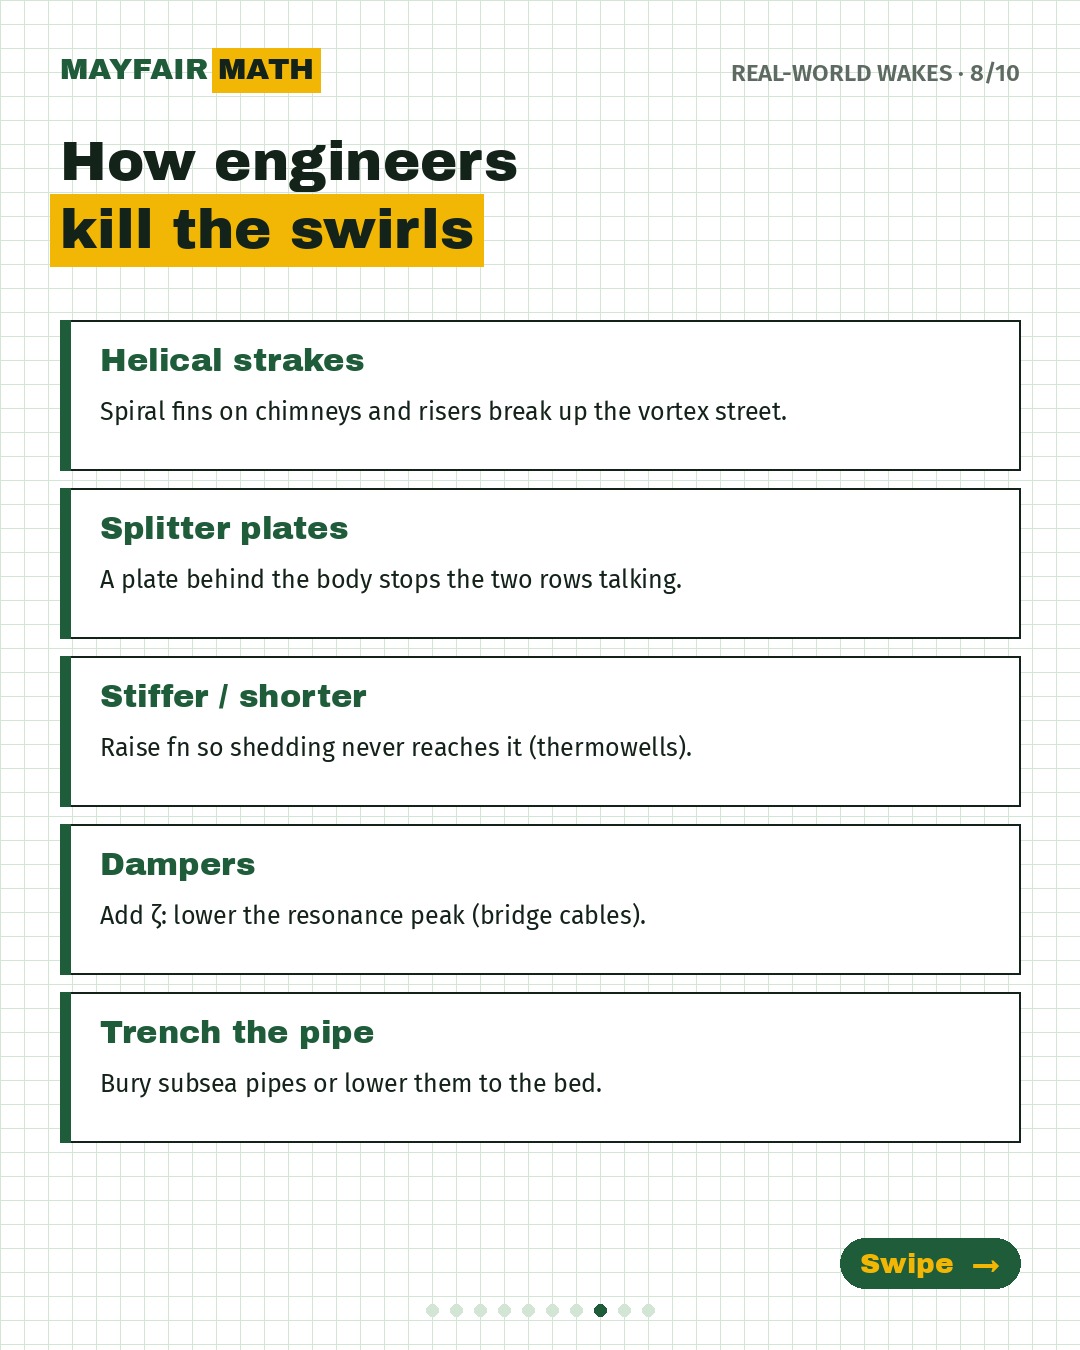 MAYFAIR MATH
REAL-WORLD WAKES · 8/10
How engineers
kill the swirls
Helical strakes
Spiral fins on chimneys and risers break up the vortex street.
Splitter plates
A plate behind the body stops the two rows talking.
Stiffer / shorter
Raise fn so shedding never reaches it (thermowells).
Dampers
Add ζ: lower the resonance peak (bridge cables).
Trench the pipe
Bury subsea pipes or lower them to the bed.
Swipe →